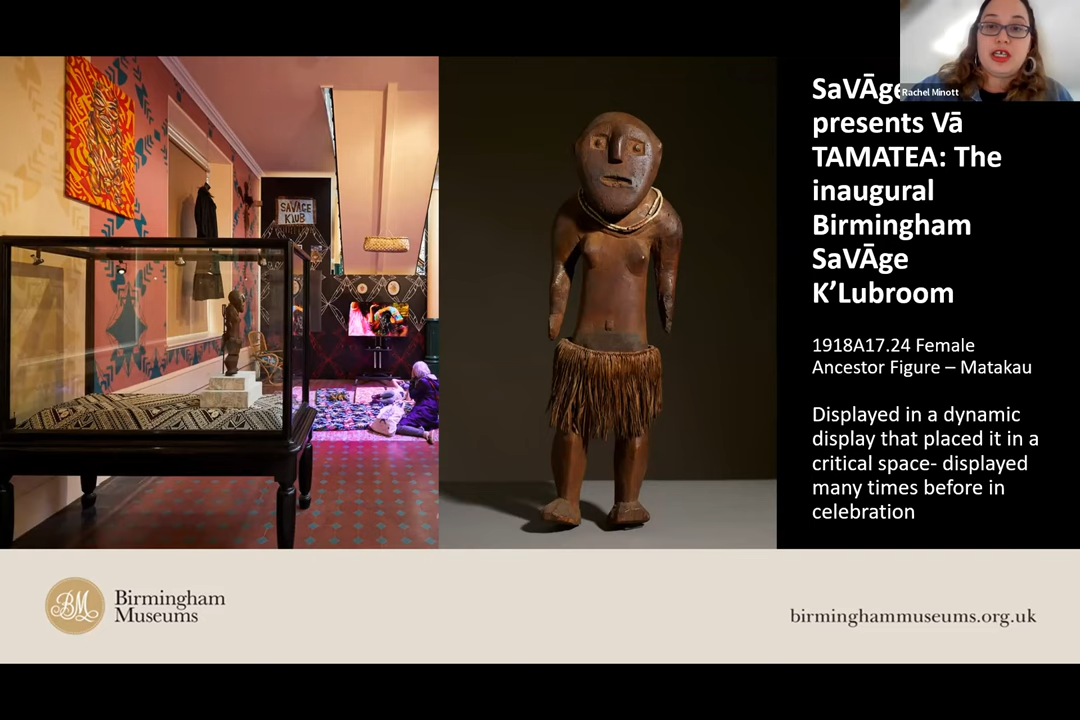 SaVĀge
presents Vā
TAMATEA: The
inaugural
Birmingham
SaVĀge
K’Lubroom
Rachel Minott
1918A17.24 Female
Ancestor Figure – Matakau
Displayed in a dynamic
display that placed it in a
critical space- displayed
many times before in
celebration
SAVAGE
KLUB
BM
Birmingham
Museums
birminghammuseums.org.uk